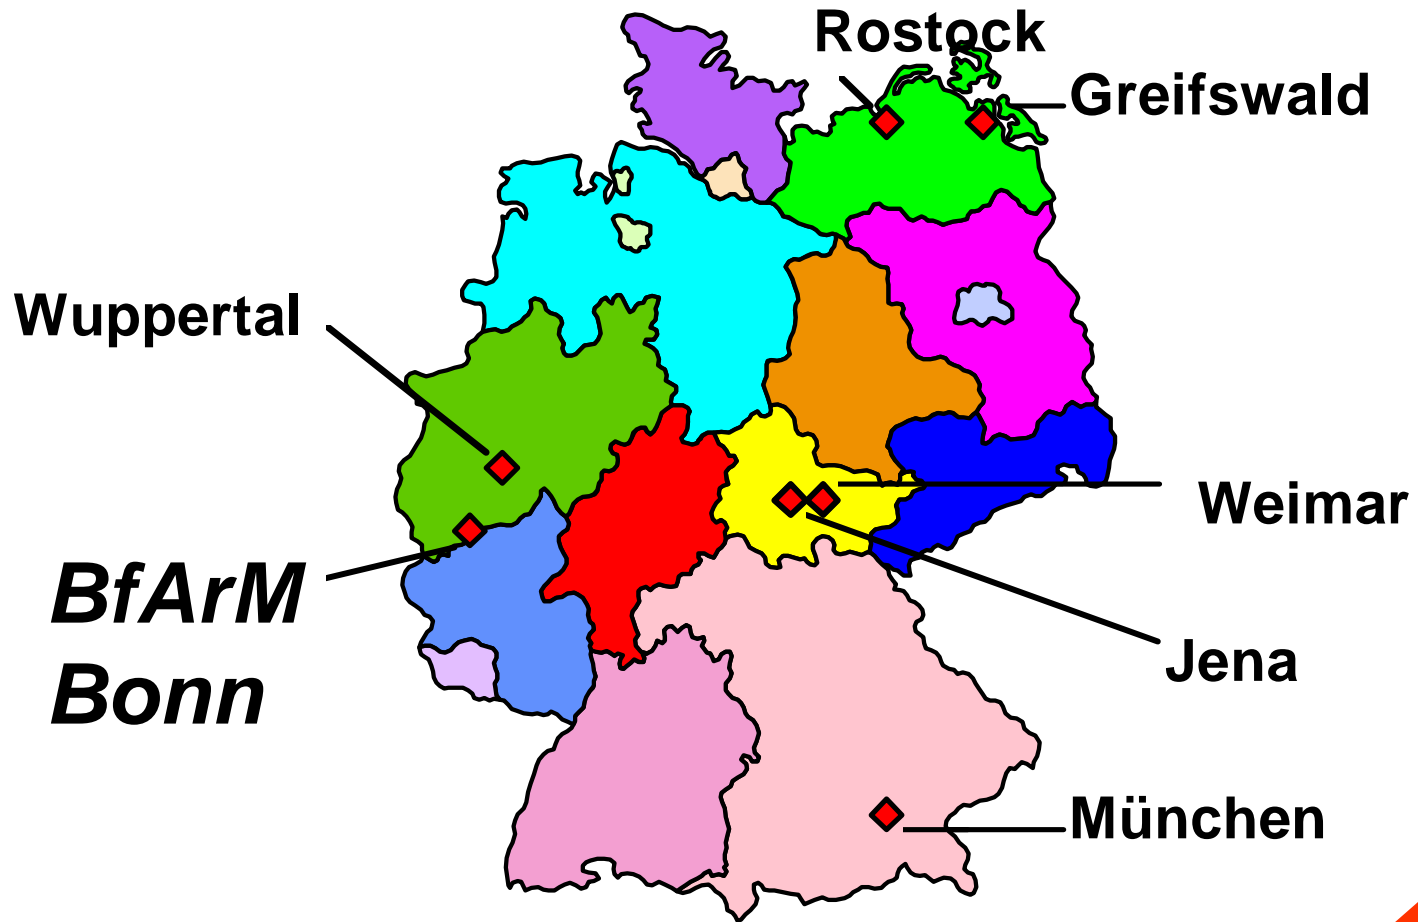 Rostock
Greifswald
Wuppertal
Weimar
BfArM
Bonn
Jena
München